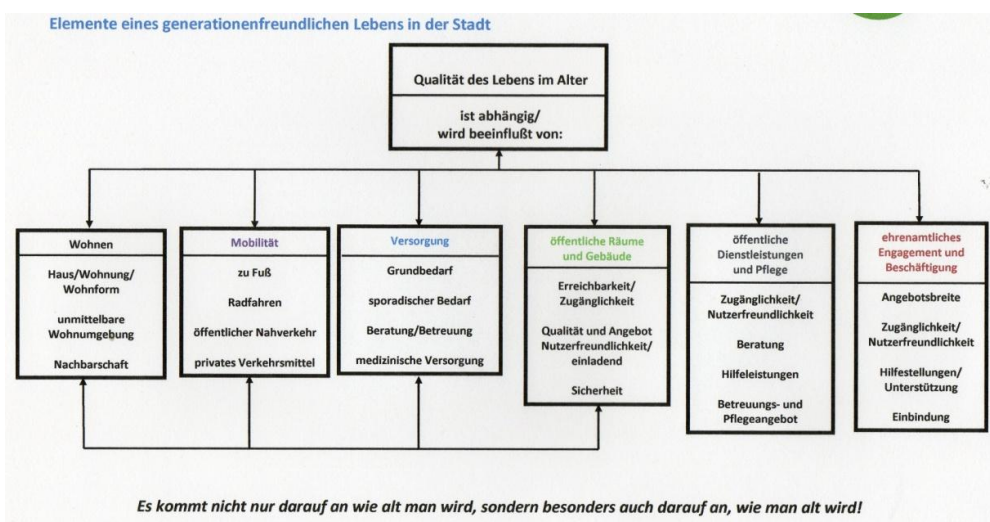 Elemente eines generationenfreundlichen Lebens in der Stadt
Qualität des Lebens im Alter
ist abhängig/
wird beeinflußt von:
Wohnen
Haus/Wohnung/
Wohnform
unmittelbare
Wohnumgebung
Nachbarschaft
Mobilität
zu Fuß
Radfahren
öffentlicher Nahverkehr
privates Verkehrsmittel
Versorgung
Grundbedarf
sporadischer Bedarf
Beratung/Betreuung
medizinische Versorgung
öffentliche Räume
und Gebäude
Erreichbarkeit/
Zugänglichkeit
Qualität und Angebot
Nutzerfreundlichkeit/
einladend
Sicherheit
öffentliche
Dienstleistungen
und Pflege
Zugänglichkeit/
Nutzerfreundlichkeit
Beratung
Hilfeleistungen
Betreuungs- und
Pflegeangebot
ehrenamtliches
Engagement und
Beschäftigung
Angebotsbreite
Zugänglichkeit/
Nutzerfreundlichkeit
Hilfestellungen/
Unterstützung
Einbindung
Es kommt nicht nur darauf an wie alt man wird, sondern besonders auch darauf an, wie man alt wird!